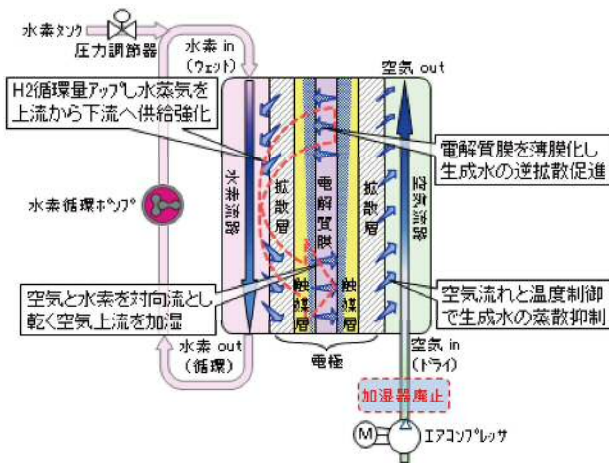 水素タンク
圧力調節器
水素 in
(ウェット)
空気 out
H2循環量アップし水蒸気を
上流から下流へ供給強化
電解質膜を薄膜化し
生成水の逆拡散促進
水素循環ポンプ
水素流路
拡散層
触媒層
電解質膜
触媒層
拡散層
空気流路
空気と水素を対向流とし
乾く空気上流を加湿
空気流れと温度制御
で生成水の蒸散抑制
水素 out
(循環)
電極
空気 in
(ドライ)
加湿器廃止
M
エアコンプレッサ